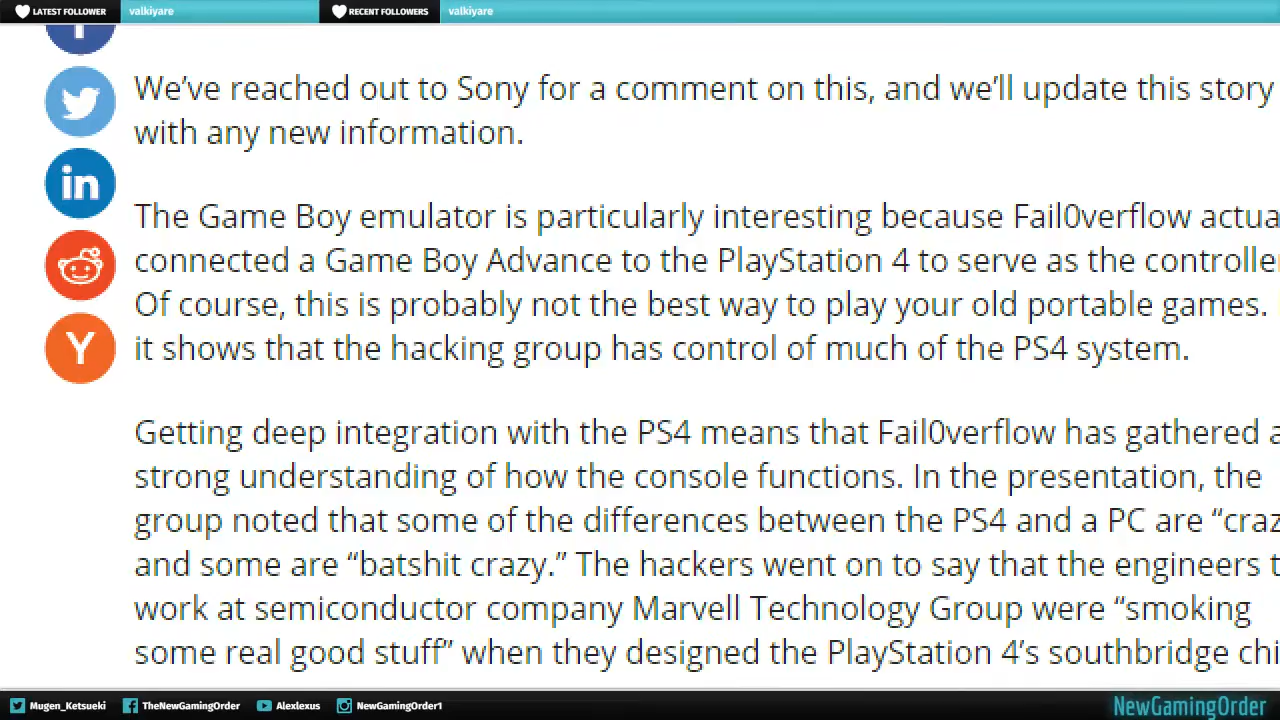 LATEST FOLLOWER valkiyare RECENT FOLLOWERS valkiyare
We've reached out to Sony for a comment on this, and we'll update this story
with any new information.
The Game Boy emulator is particularly interesting because Fail0verflow
connected a Game Boy Advance to the PlayStation 4 to serve as the
Of course, this is probably not the best way to play your old portable games.
it shows that the hacking group has control of much of the PS4 system.
Getting deep integration with the PS4 means that Fail0verflow has gathered a
strong understanding of how the console functions. In the presentation, the
group noted that some of the differences between the PS4 and a PC are
and some are “batshit crazy.” The hackers went on to say that the engineers
work at semiconductor company Marvell Technology Group were “smoking
some real good stuff” when they designed the PlayStation 4’s southbridge
in
Y
Mugen_Ketsueki TheNewGamingOrder Alexlexus NewGamingOrder1
NewGamingOrder